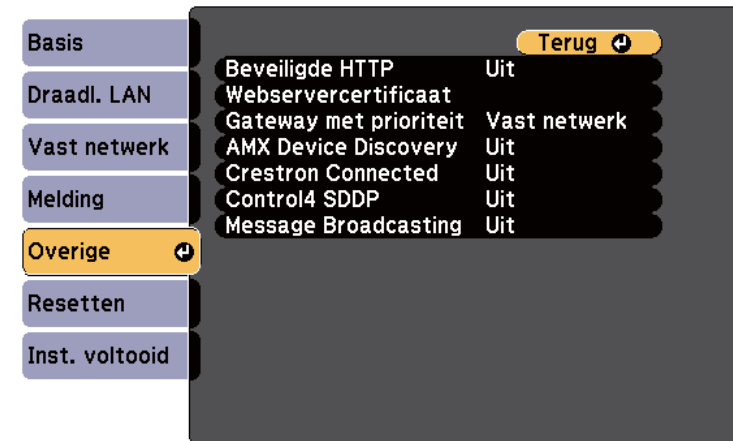 Basis
Draadl. LAN
Vast netwerk
Melding
Overige
Resetten
Inst. voltooid
Terug
Beveiligde HTTP Uit
Webservercertificaat
Gateway met prioriteit Vast netwerk
AMX Device Discovery Uit
Crestron Connected Uit
Control4 SDDP Uit
Message Broadcasting Uit